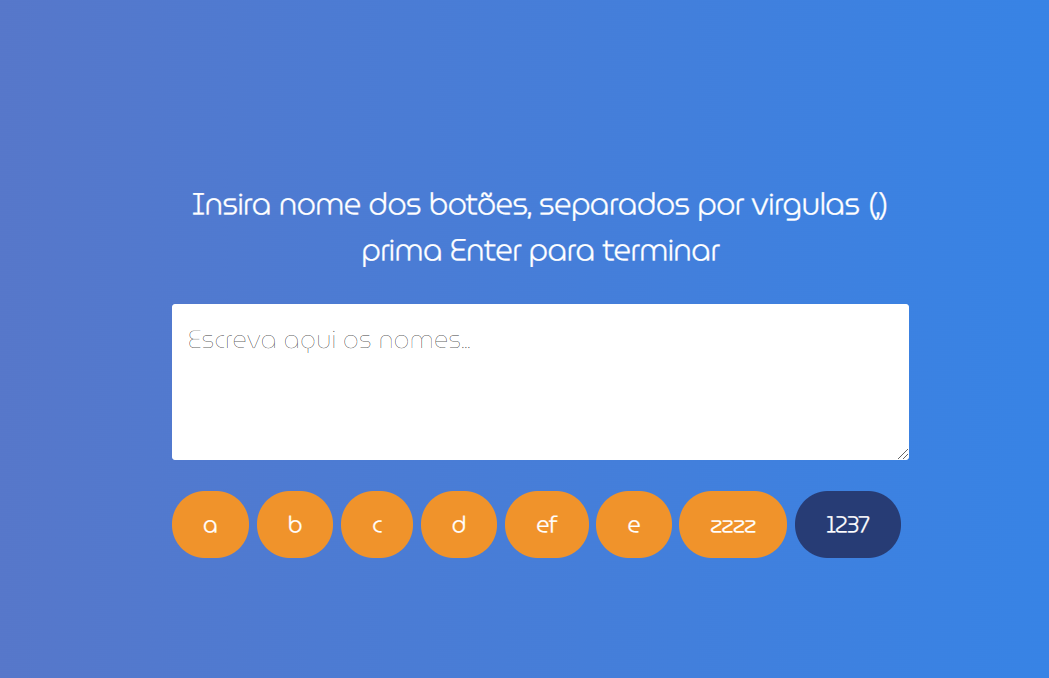 Insira nome dos botões, separados por virgulas (,)
prima Enter para terminar
Escreva aqui os nomes...
a b c d ef e zzzz 1237